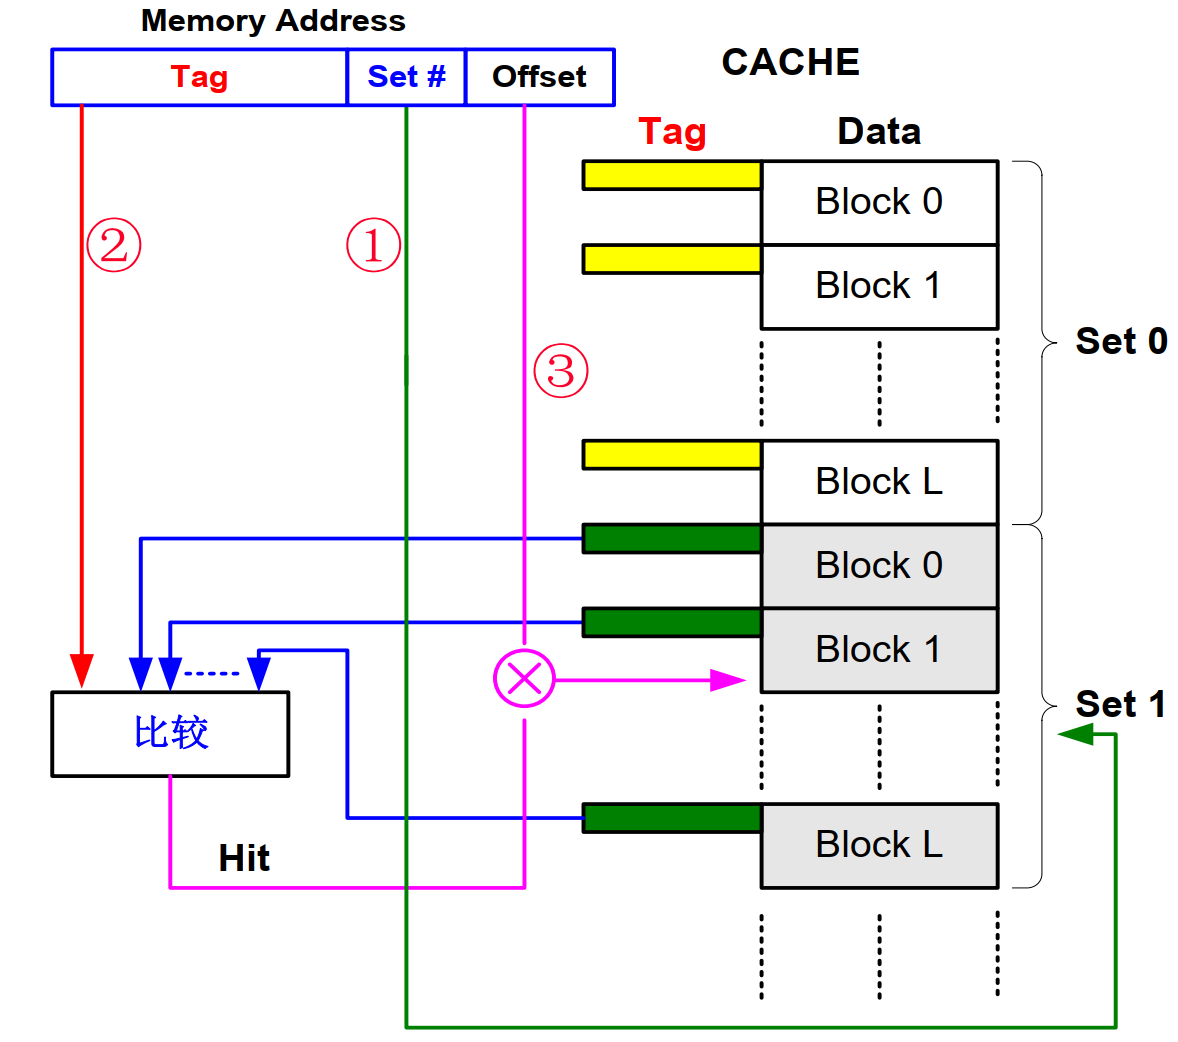 Memory Address
Tag
Set #
Offset
CACHE
Tag
Data
Block 0
②
①
Block 1
Set 0
③
Block L
Block 0
Block 1
Set 1
比较
Block L
Hit